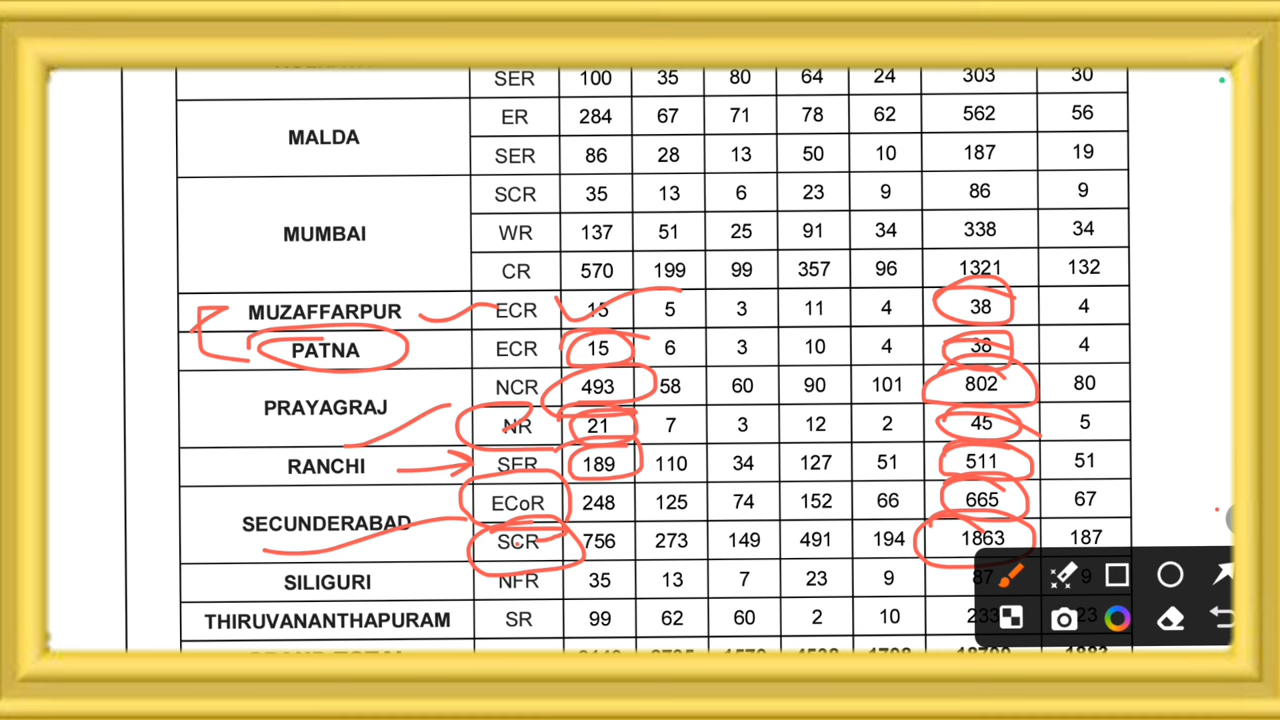 SER 100 35 80 64 24 303 30
MALDA
ER 284 67 71 78 62 562 56
SER 86 28 13 50 10 187 19
MUMBAI
SCR 35 13 6 23 9 86 9
WR 137 51 25 91 34 338 34
CR 570 199 99 357 96 1321 132
MUZAFFARPUR ECR 15 5 3 11 4 38 4
PATNA ECR 15 6 3 10 4 38 4
PRAYAGRAJ
NCR 493 58 60 90 101 802 80
NR 21 7 3 12 2 45 5
RANCHI SER 189 110 34 127 51 511 51
SECUNDERABAD
ECoR 248 125 74 152 66 665 67
SCR 756 273 149 491 194 1863 187
SILIGURI NFR 35 13 7 23 9 87 9
THIRUVANANTHAPURAM SR 99 62 60 2 10 233 23